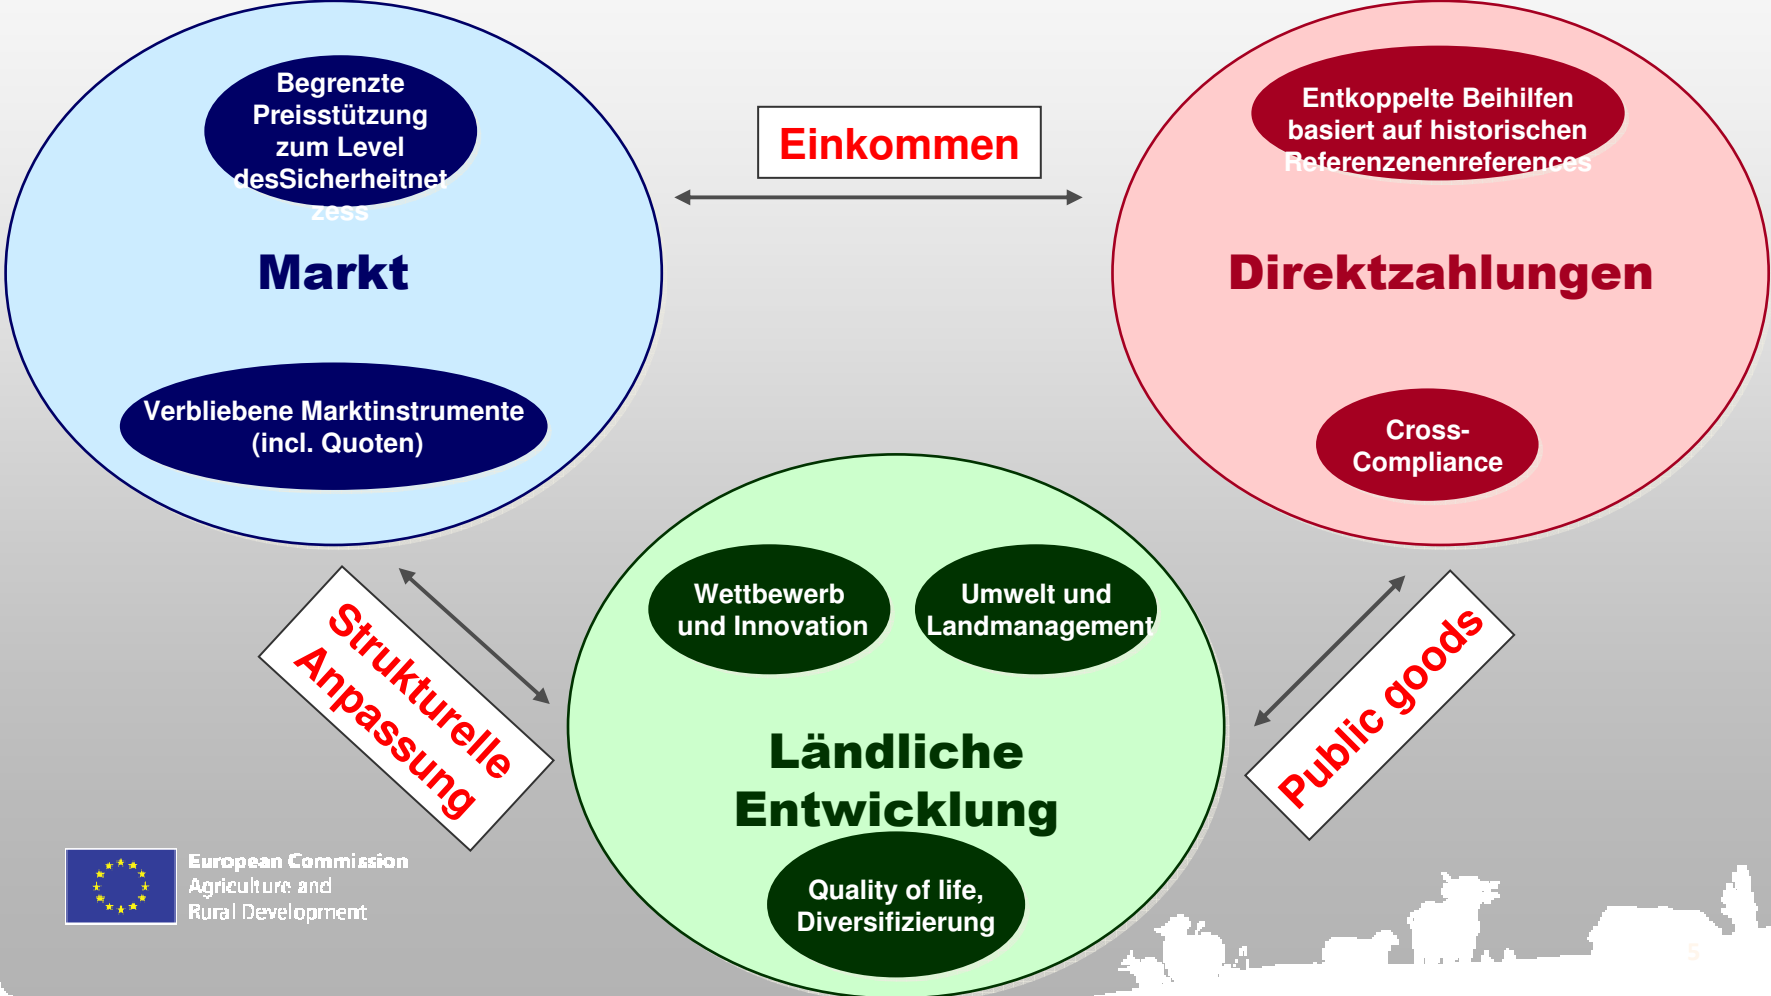 Begrenzte
Preisstützung
zum Level
desSicherheitnet
zess
Markt
Verbliebene Marktinstrumente
(incl. Quoten)
Einkommen
Entkoppelte Beihilfen
basiert auf historischen
Referenzenenreferences
Direktzahlungen
Cross-
Compliance
Strukturelle
Anpassung
Wettbewerb
und Innovation
Umwelt und
Landmanagement
Ländliche
Entwicklung
Quality of life,
Diversifizierung
Public goods
European Commission
Agriculture and
Rural Development
5